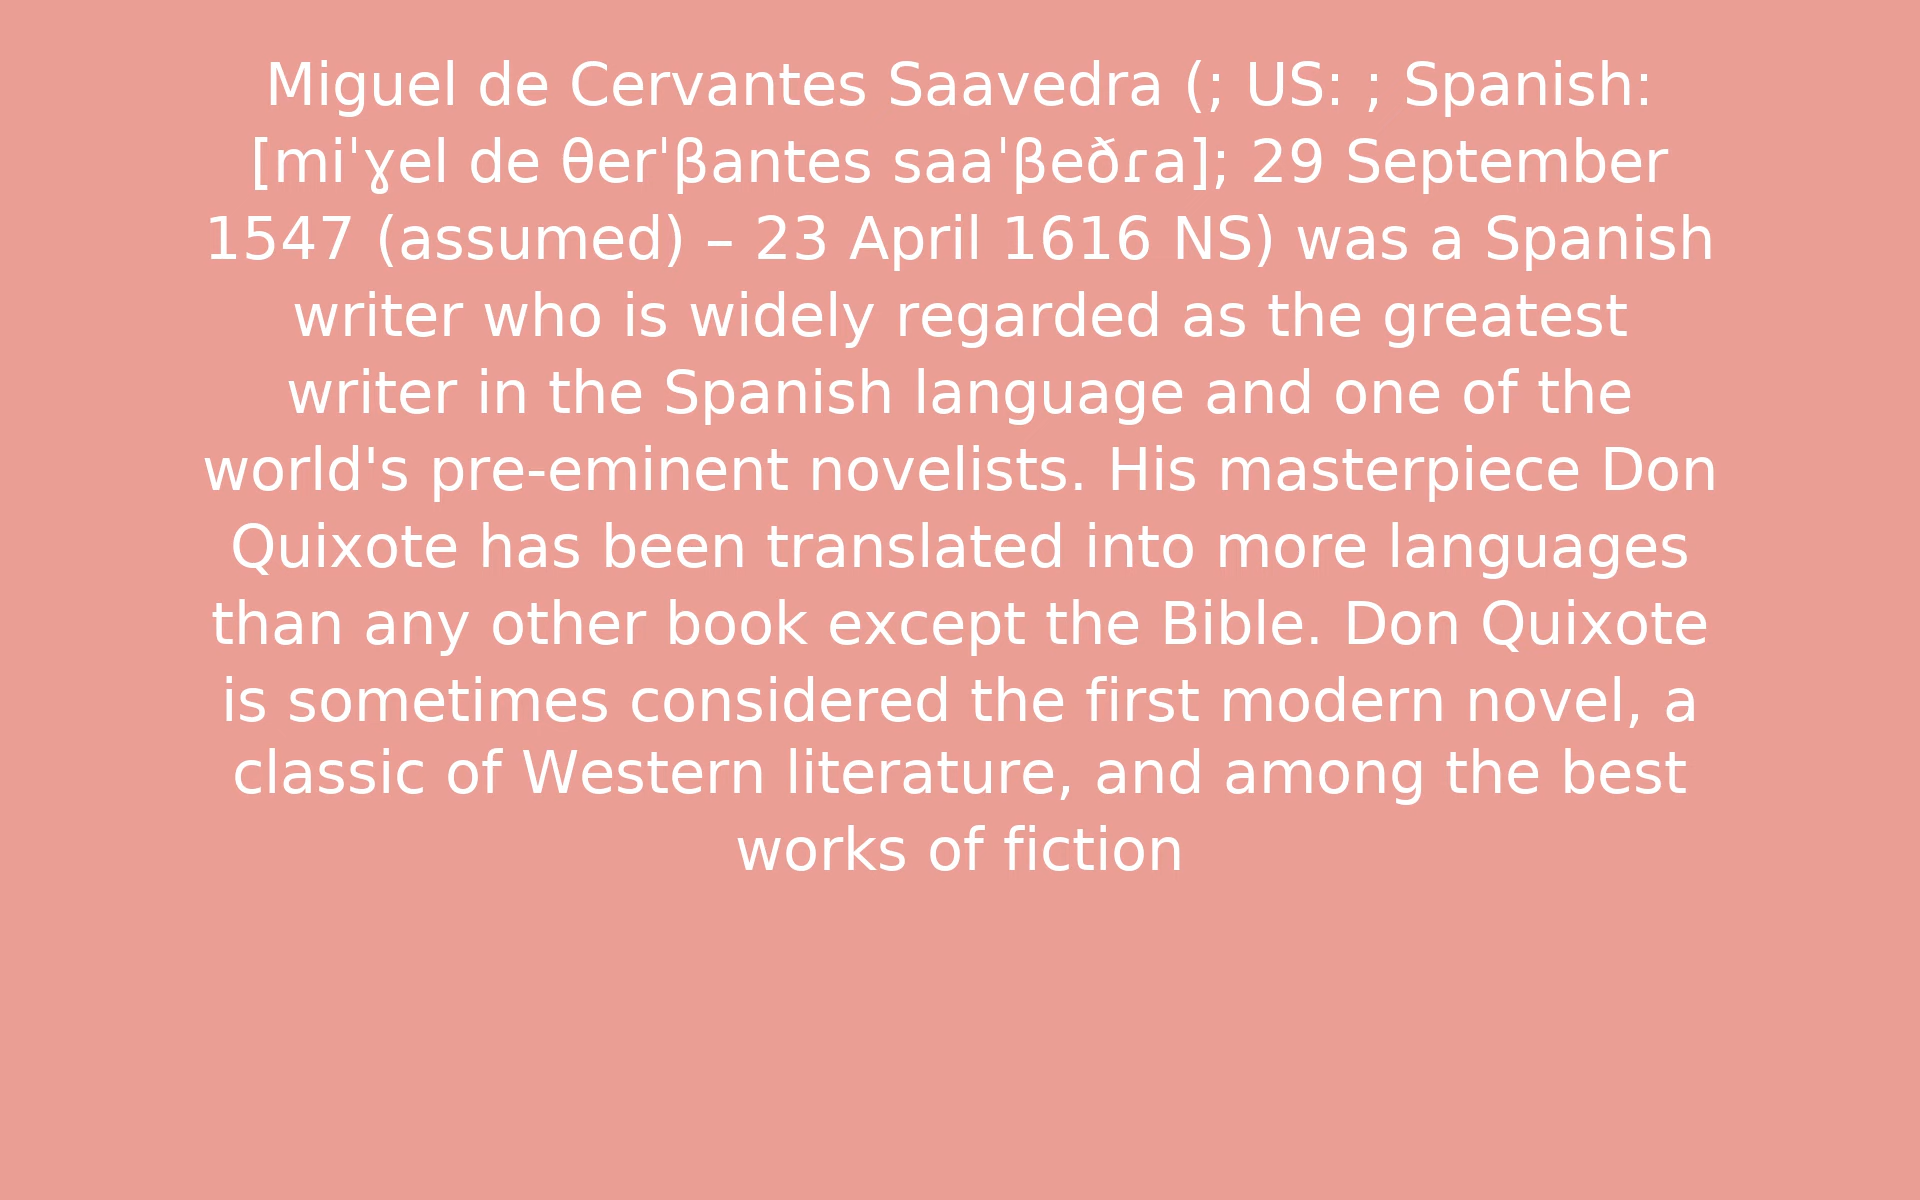 Miguel de Cervantes Saavedra (; US: ; Spanish:
[miˈɣel de θerˈβantes saaˈβeðɾa]; 29 September
1547 (assumed) – 23 April 1616 NS) was a Spanish
writer who is widely regarded as the greatest
writer in the Spanish language and one of the
world's pre-eminent novelists. His masterpiece Don
Quixote has been translated into more languages
than any other book except the Bible. Don Quixote
is sometimes considered the first modern novel, a
classic of Western literature, and among the best
works of fiction